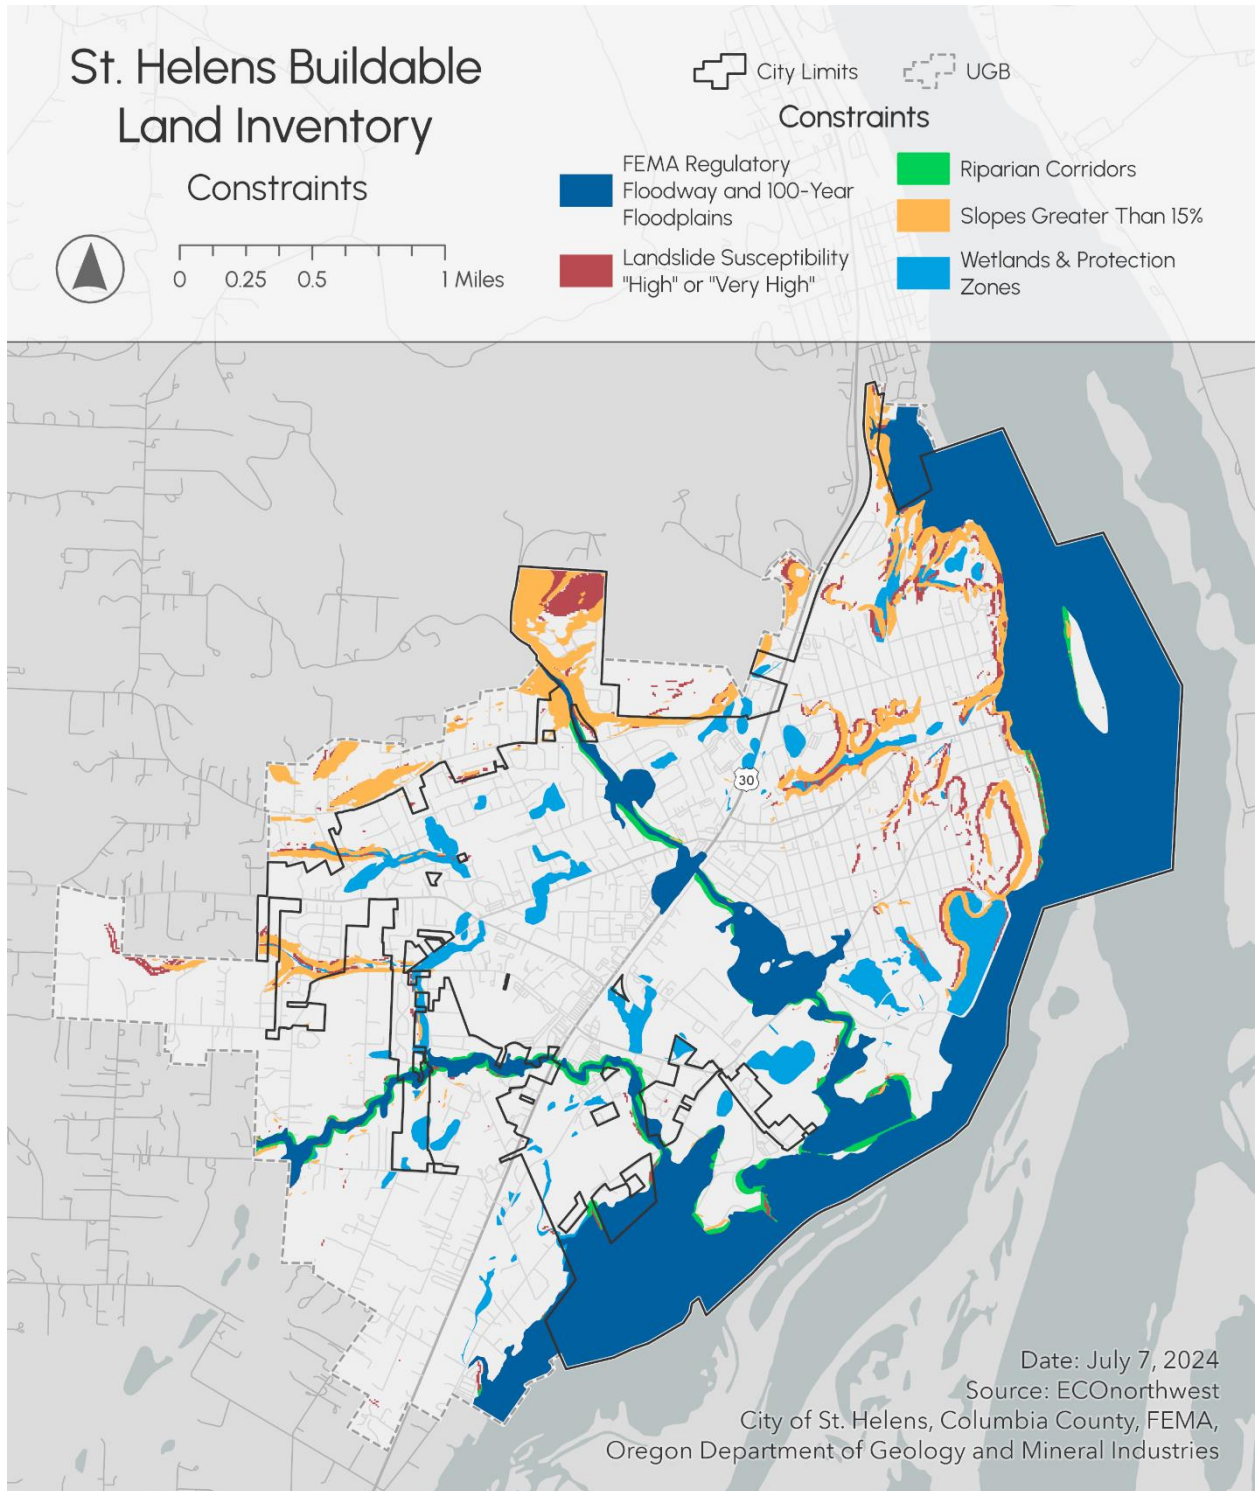 St. Helens Buildable
Land Inventory
Constraints
0 0.25 0.5 1 Miles
City Limits
UGB
Constraints
FEMA Regulatory
Floodway and 100-Year
Floodplains
Landslide Susceptibility
"High" or "Very High"
Riparian Corridors
Slopes Greater Than 15%
Wetlands & Protection
Zones
30
Date: July 7, 2024
Source: ECOnorthwest
City of St. Helens, Columbia County, FEMA,
Oregon Department of Geology and Mineral Industries